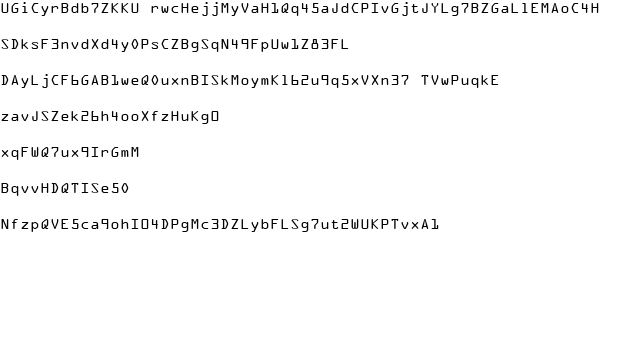 UGiCyrBdb7ZKKU rwcHejjMyVaH1Qq45aJdCPIvGjtJYLg7BZGaL1EMAoC4H
SDksF3nvdXd4y0PsCZBgSqN49FpUw1Z83FL
DAyLjCF6GAB1weQ0uxnBISkMoymK162u9q5xVXn37 TVwPuqkE
zavJSZek26h4ooXfzHuKgO
xqFWQ7ux9IrGmM
BqvvHDQTISe50
NfzpQVE5ca9ohIO4DPgMc3DZLybFLSg7ut2WUKPTvxA1